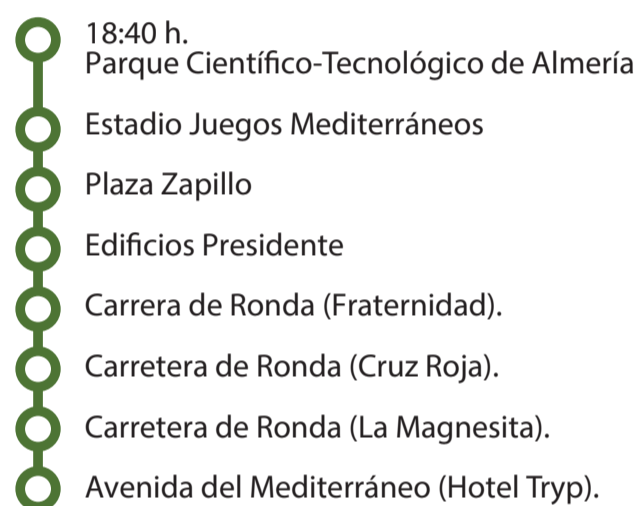 18:40 h.
Parque Científico-Tecnológico de Almería
Estadio Juegos Mediterráneos
Plaza Zapillo
Edificios Presidente
Carrera de Ronda (Fraternidad).
Carretera de Ronda (Cruz Roja).
Carretera de Ronda (La Magnesita).
Avenida del Mediterráneo (Hotel Tryp).